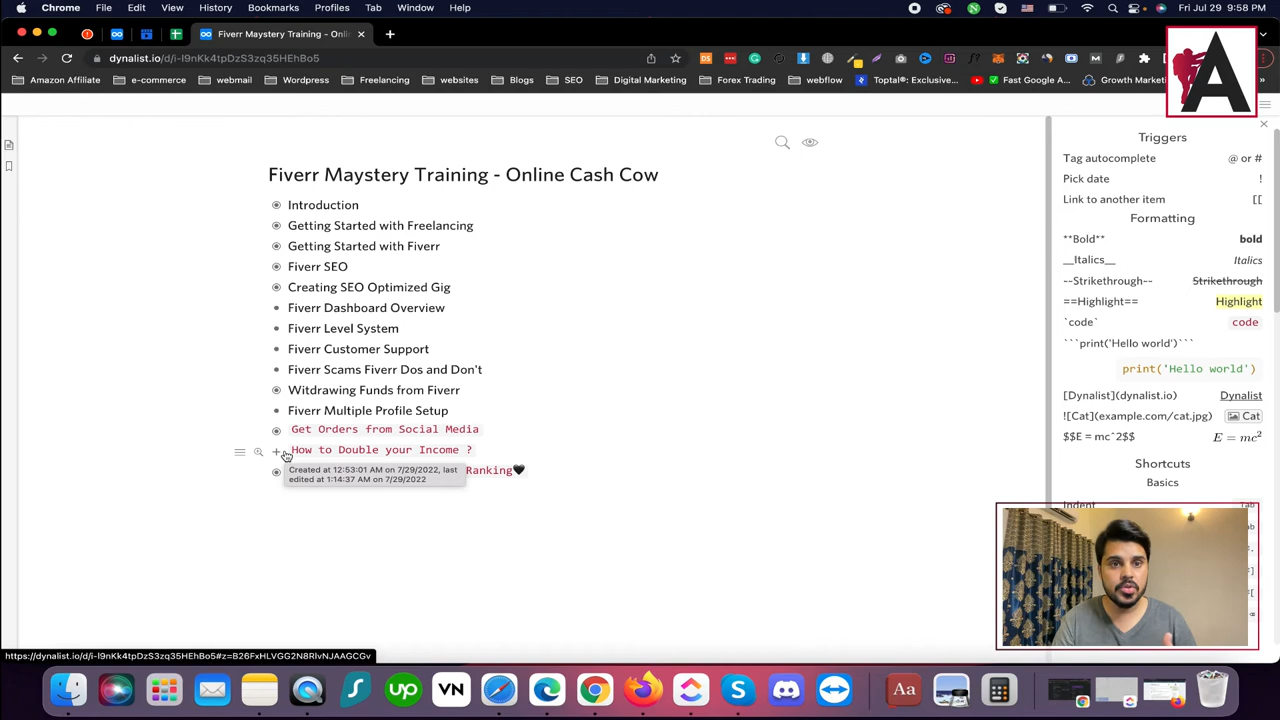 Chrome File Edit View History Bookmarks Profiles Tab Window Help
Fri Jul 29 9:58 PM
Fiverr Maystery Training - Onli
dynalist.io/d/i-I9nKk4tpDzS3zq35HEhBo5
Amazon Affiliate e-commerce webmail Wordpress Freelancing websites Blogs SEO Digital Marketing Forex Trading webflow Toptal®: Exclusive... Fast Google A... Growth Market
A
Fiverr Maystery Training - Online Cash Cow
Introduction
Getting Started with Freelancing
Getting Started with Fiverr
Fiverr SEO
Creating SEO Optimized Gig
Fiverr Dashboard Overview
Fiverr Level System
Fiverr Customer Support
Fiverr Scams Fiverr Dos and Don't
Witdrawing Funds from Fiverr
Fiverr Multiple Profile Setup
Get Orders from Social Media
How to Double your Income ?
Ranking🖤
Created at 12:53:01 AM on 7/29/2022, last
edited at 1:14:37 AM on 7/29/2022
Triggers
Tag autocomplete @ or #
Pick date !
Link to another item [[
Formatting
**Bold** bold
__Italics__ Italics
~~Strikethrough~~ Strikethrough
==Highlight== Highlight
`code` code
```print('Hello world')```
print('Hello world')
[Dynalist](dynalist.io) Dynalist
![Cat](example.com/cat.jpg) Cat
$$E = mc^2$$ E = mc²
Shortcuts
Basics
Indent Tab
https://dynalist.io/d/i-I9nKk4tpDzS3zq35HEhBo5#z=B26FxHLVGG2N8RlvNJAAGCGv
up VN S Aa